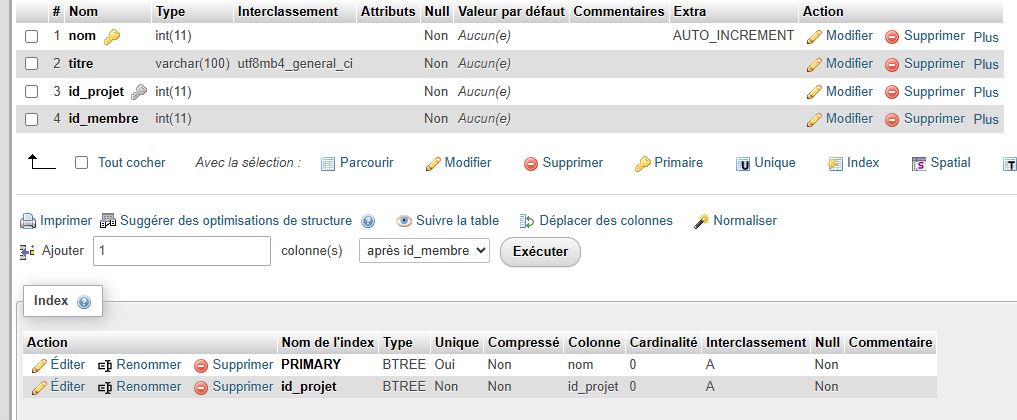 # Nom Type Interclassement Attributs Null Valeur par défaut Commentaires Extra Action
1 nom int(11) Non Aucun(e) AUTO_INCREMENT Modifier Supprimer Plus
2 titre varchar(100) utf8mb4_general_ci Non Aucun(e) Modifier Supprimer Plus
3 id_projet int(11) Non Aucun(e) Modifier Supprimer Plus
4 id_membre int(11) Non Aucun(e) Modifier Supprimer Plus
Tout cocher Avec la sélection : Parcourir Modifier Supprimer Primaire U Unique Index S Spatial T
Imprimer Suggérer des optimisations de structure Suivre la table Déplacer des colonnes Normaliser
Ajouter 1 colonne(s) après id_membre Exécuter
Index
Action Nom de l'index Type Unique Compressé Colonne Cardinalité Interclassement Null Commentaire
Éditer Renommer Supprimer PRIMARY BTREE Oui Non nom 0 A Non
Éditer Renommer Supprimer id_projet BTREE Non Non id_projet 0 A Non